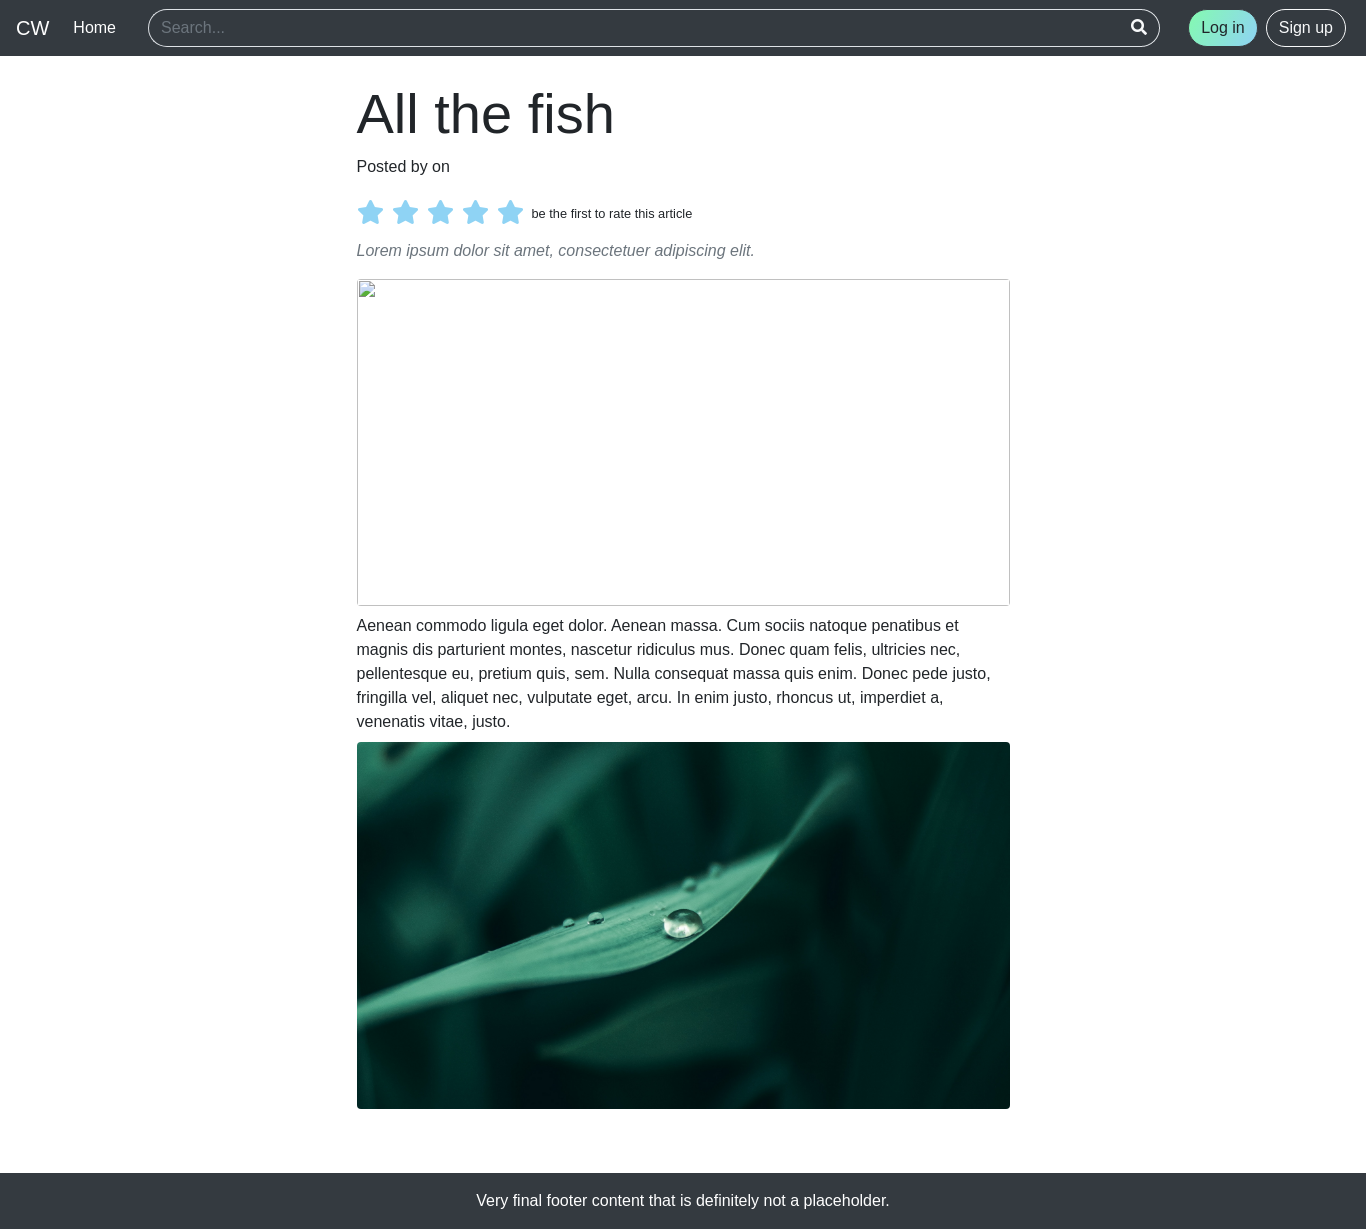 CW Home Search... Log in Sign up
All the fish
Posted by on
be the first to rate this article
Lorem ipsum dolor sit amet, consectetuer adipiscing elit.
Aenean commodo ligula eget dolor. Aenean massa. Cum sociis natoque penatibus et
magnis dis parturient montes, nascetur ridiculus mus. Donec quam felis, ultricies nec,
pellentesque eu, pretium quis, sem. Nulla consequat massa quis enim. Donec pede justo,
fringilla vel, aliquet nec, vulputate eget, arcu. In enim justo, rhoncus ut, imperdiet a,
venenatis vitae, justo.
Very final footer content that is definitely not a placeholder.